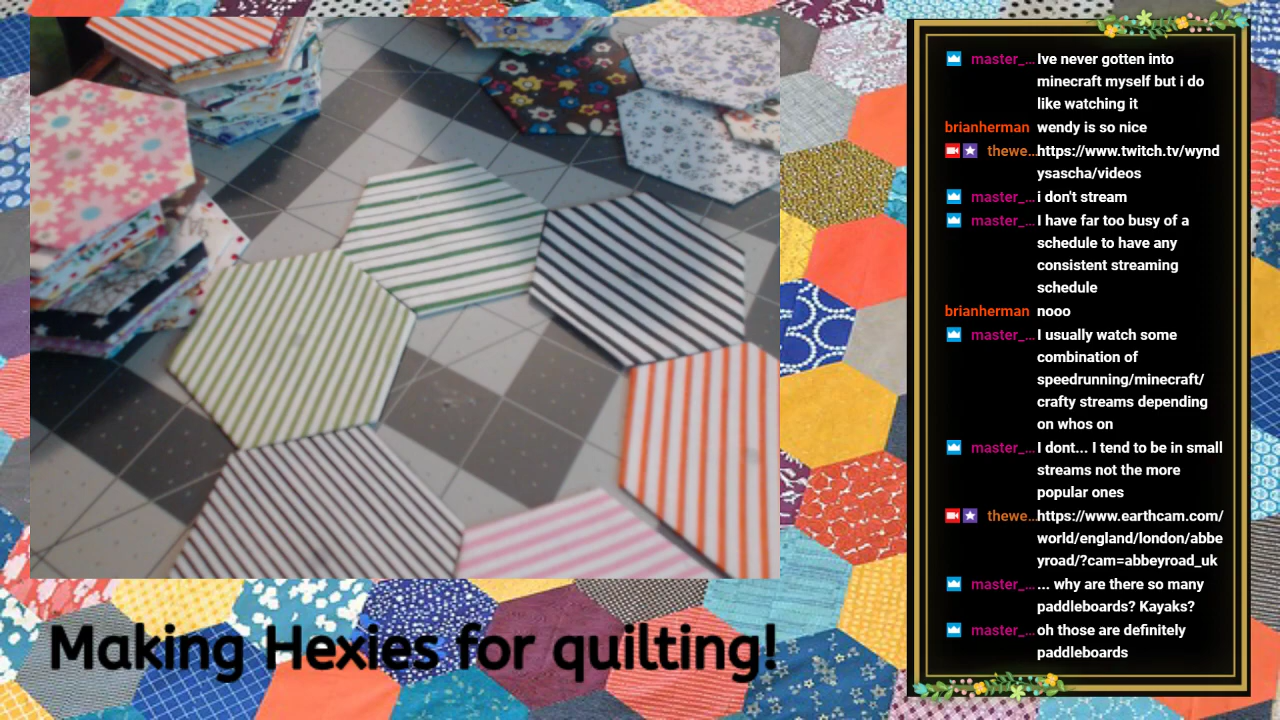 master_... Ive never gotten into
minecraft myself but i do
like watching it
brianherman wendy is so nice
thewe... https://www.twitch.tv/wynd
ysascha/videos
master_... i don't stream
master_... I have far too busy of a
schedule to have any
consistent streaming
schedule
brianherman nooo
master_... I usually watch some
combination of
speedrunning/minecraft/
crafty streams depending
on whos on
master_... I dont... I tend to be in small
streams not the more
popular ones
thewe... https://www.earthcam.com/
world/england/london/abbe
yroad/?cam=abbeyroad_uk
master_... ... why are there so many
paddleboards? Kayaks?
master_... oh those are definitely
paddleboards
Making Hexies for quilting!